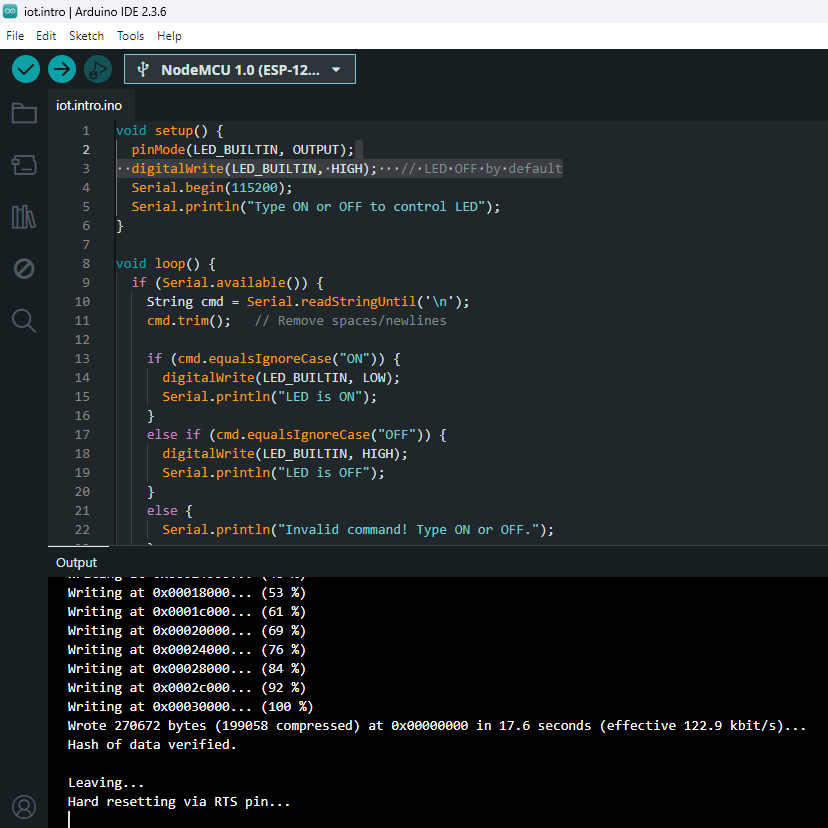 iot.intro | Arduino IDE 2.3.6
File Edit Sketch Tools Help
NodeMCU 1.0 (ESP-12...
iot.intro.ino
1 void setup() {
2 pinMode(LED_BUILTIN, OUTPUT);
3 digitalWrite(LED_BUILTIN, HIGH); // LED OFF by default
4 Serial.begin(115200);
5 Serial.println("Type ON or OFF to control LED");
6 }
7
8 void loop() {
9 if (Serial.available()) {
10 String cmd = Serial.readStringUntil('\n');
11 cmd.trim(); // Remove spaces/newlines
12
13 if (cmd.equalsIgnoreCase("ON")) {
14 digitalWrite(LED_BUILTIN, LOW);
15 Serial.println("LED is ON");
16 }
17 else if (cmd.equalsIgnoreCase("OFF")) {
18 digitalWrite(LED_BUILTIN, HIGH);
19 Serial.println("LED is OFF");
20 }
21 else {
22 Serial.println("Invalid command! Type ON or OFF.");
Output
Writing at 0x00018000... (53 %)
Writing at 0x0001c000... (61 %)
Writing at 0x00020000... (69 %)
Writing at 0x00024000... (76 %)
Writing at 0x00028000... (84 %)
Writing at 0x0002c000... (92 %)
Writing at 0x00030000... (100 %)
Wrote 270672 bytes (199058 compressed) at 0x00000000 in 17.6 seconds (effective 122.9 kbit/s)...
Hash of data verified.
Leaving...
Hard resetting via RTS pin...